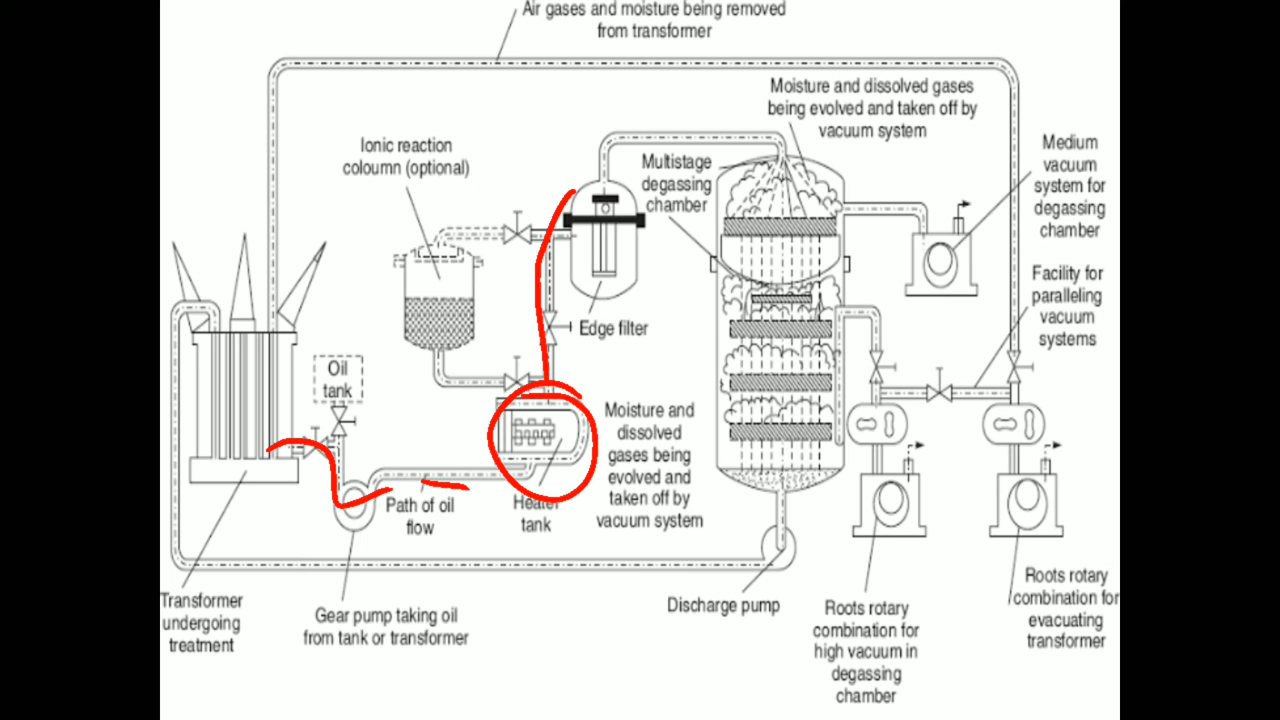 Air gases and moisture being removed
from transformer
Moisture and dissolved gases
being evolved and taken off by
vacuum system
Ionic reaction
coloumn (optional)
Multistage
degassing
chamber
Medium
vacuum
system for
degassing
chamber
Facility for
paralleling
vacuum
systems
Edge filter
Oil
tank
Moisture and
dissolved
gases being
evolved and
taken off by
vacuum system
Path of oil
flow
Heater
tank
Transformer
undergoing
treatment
Gear pump taking oil
from tank or transformer
Discharge pump
Roots rotary
combination for
high vacuum in
degassing
chamber
Roots rotary
combination for
evacuating
transformer